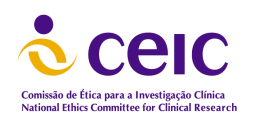 ceic
Comissão de Ética para a Investigação Clínica
National Ethics Committee for Clinical Research